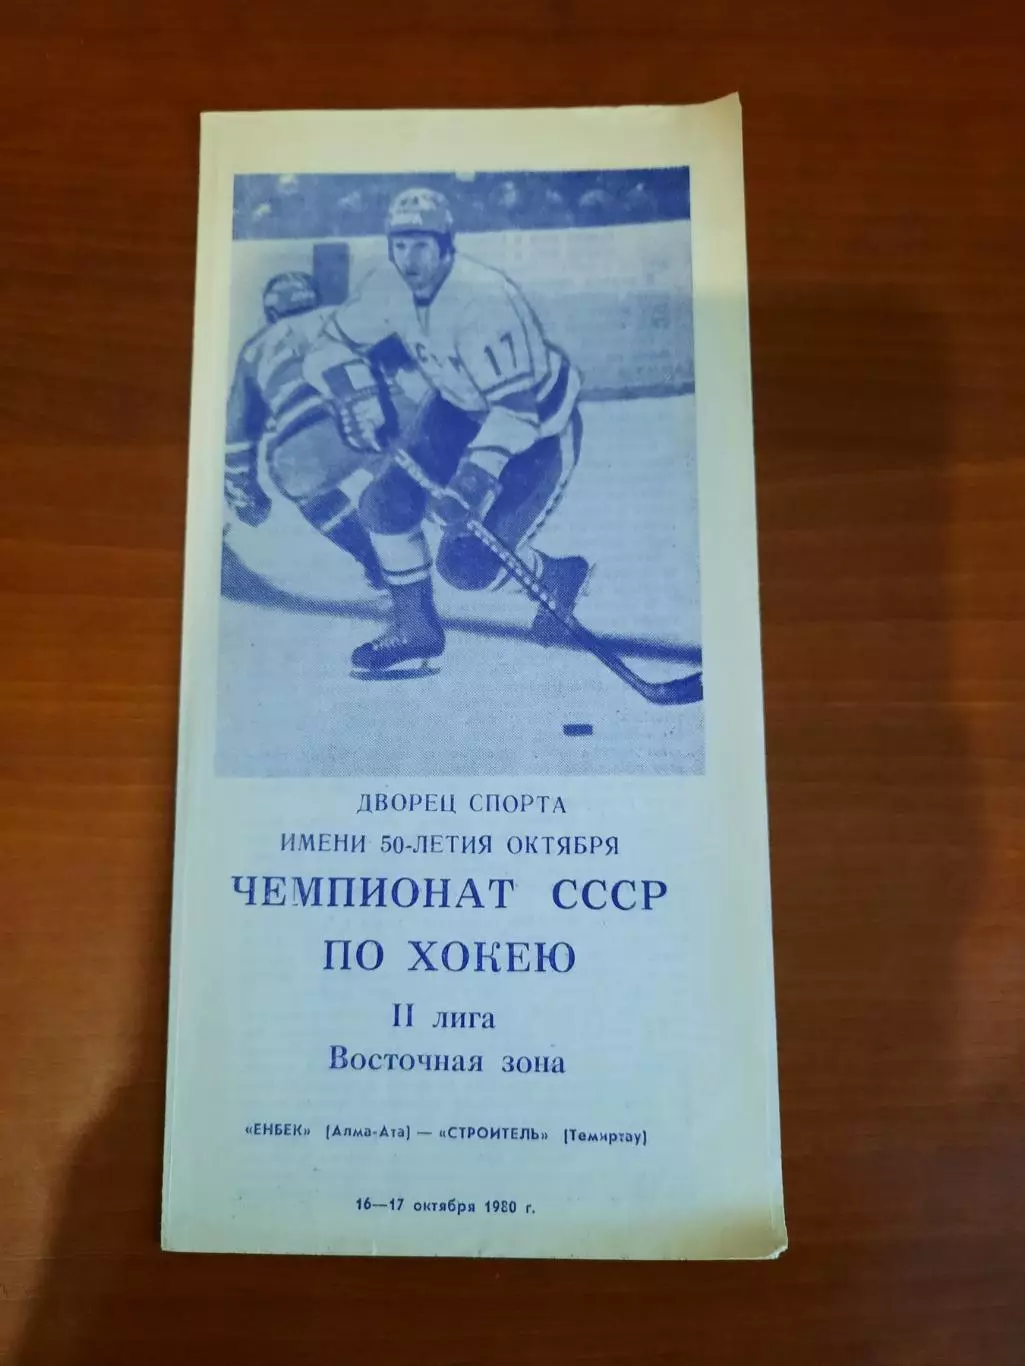 17
ДВОРЕЦ СПОРТА
ИМЕНИ 50-ЛЕТИЯ ОКТЯБРЯ
ЧЕМПИОНАТ СССР
ПО ХОКЕЮ
II лига
Восточная зона
«ЕНБЕК» (Алма-Ата) — «СТРОИТЕЛЬ» (Темиртау)
16—17 октября 1980 г.